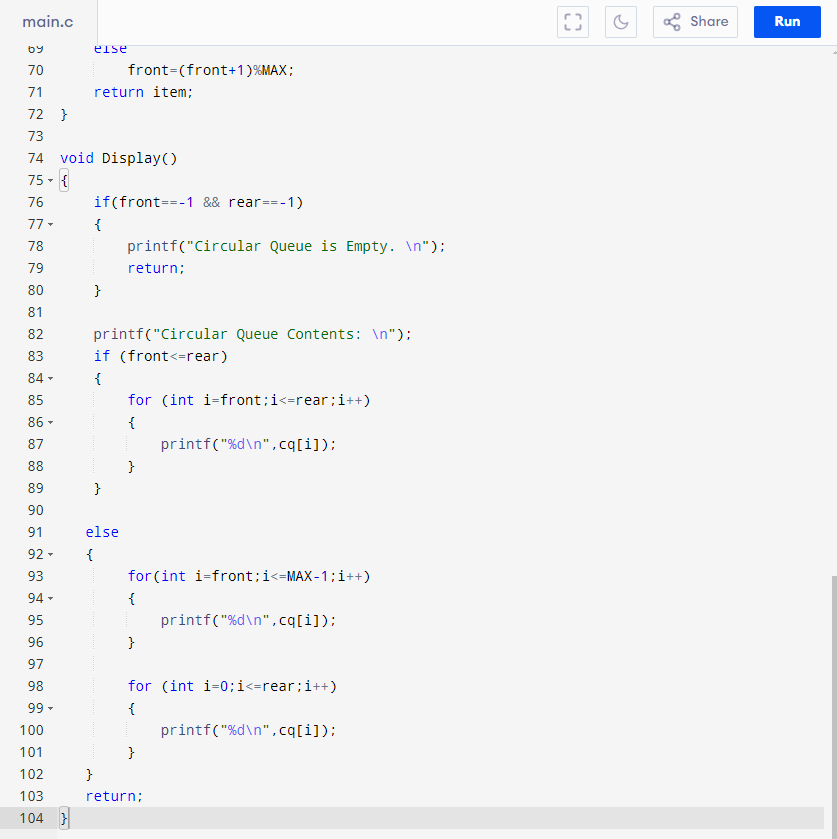 main.c
Share
Run
69     else
70         front=(front+1)%MAX;
71     return item;
72 }
73
74 void Display()
75 {
76     if(front==-1 && rear==-1)
77     {
78         printf("Circular Queue is Empty. \n");
79         return;
80     }
81
82     printf("Circular Queue Contents: \n");
83     if (front<=rear)
84     {
85         for (int i=front;i<=rear;i++)
86         {
87             printf("%d\n",cq[i]);
88         }
89     }
90
91    else
92    {
93         for(int i=front;i<=MAX-1;i++)
94         {
95             printf("%d\n",cq[i]);
96         }
97
98         for (int i=0;i<=rear;i++)
99         {
100             printf("%d\n",cq[i]);
101         }
102    }
103    return;
104 }